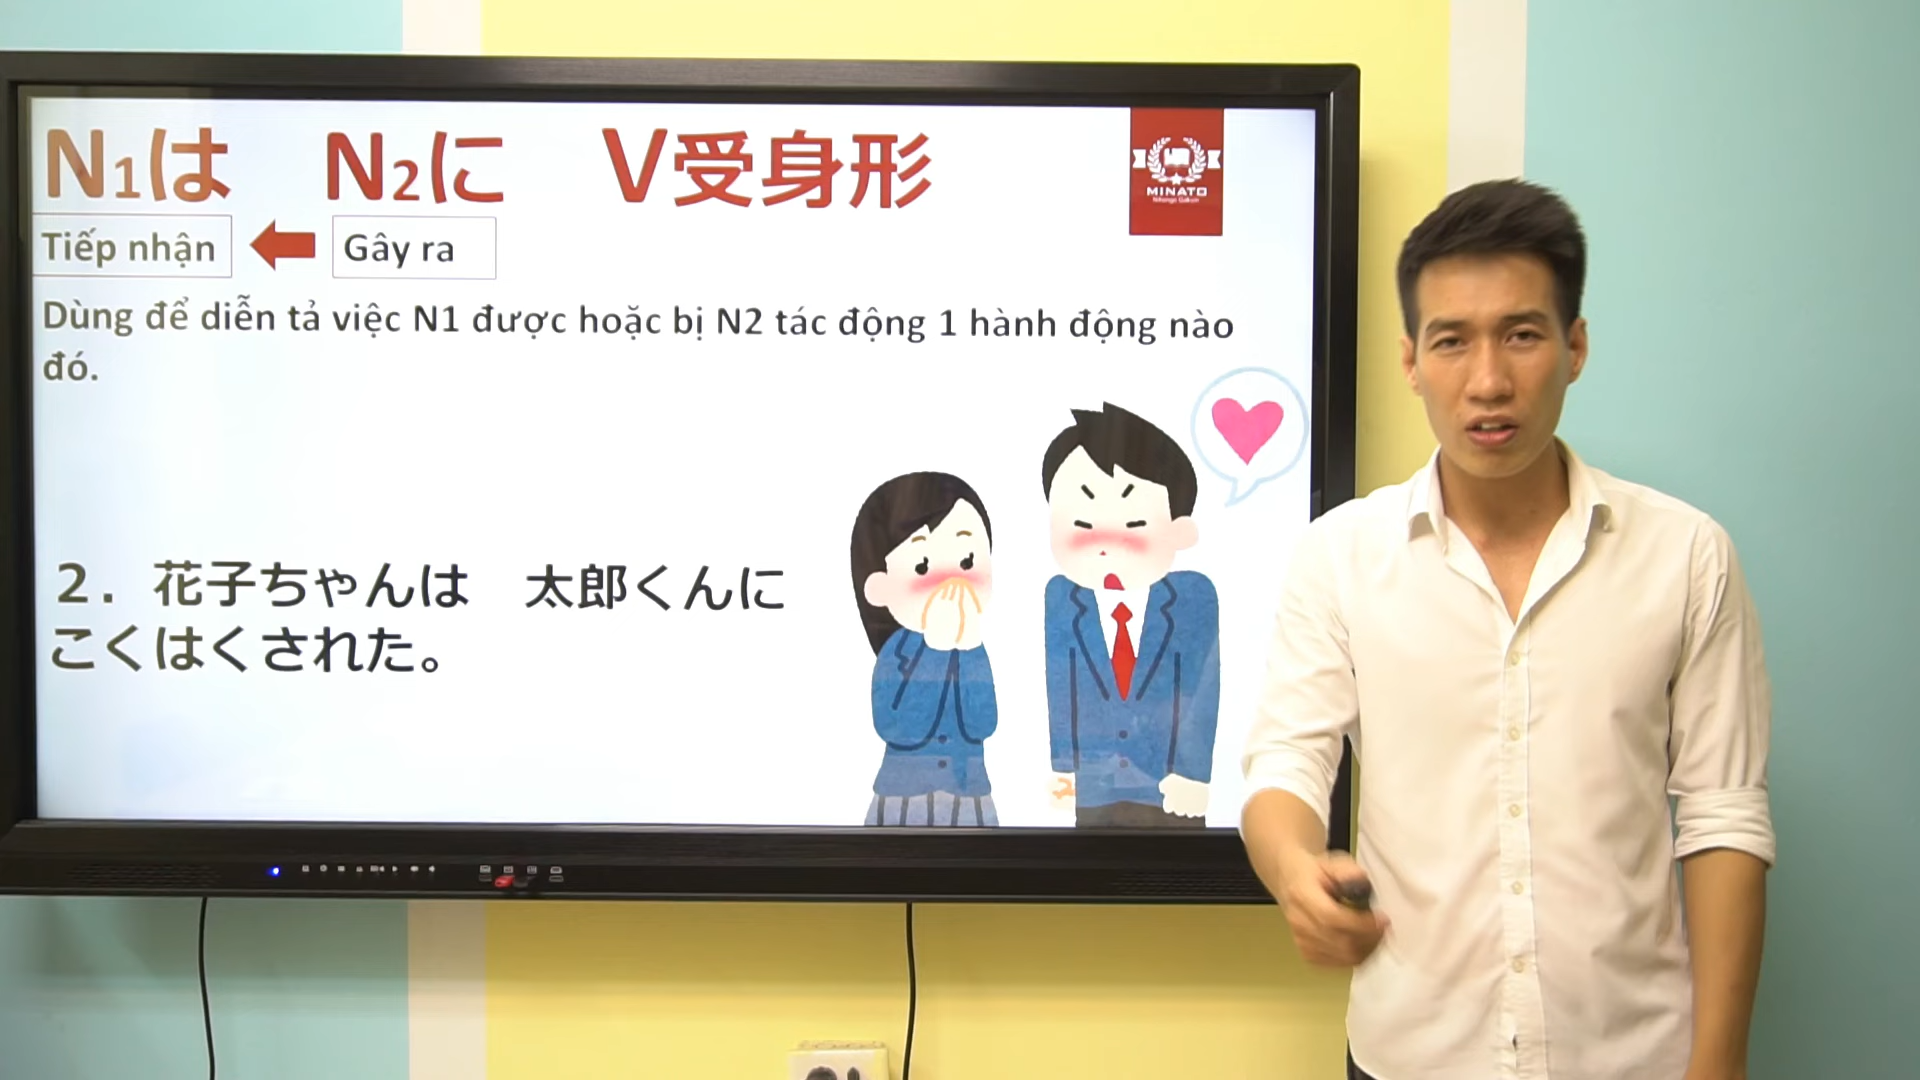 N1は N2に V受身形
MINATO
Nihongo Gakuin
Tiếp nhận Gây ra
Dùng để diễn tả việc N1 được hoặc bị N2 tác động 1 hành động nào
đó.
２．花子ちゃんは 太郎くんに
こくはくされた。